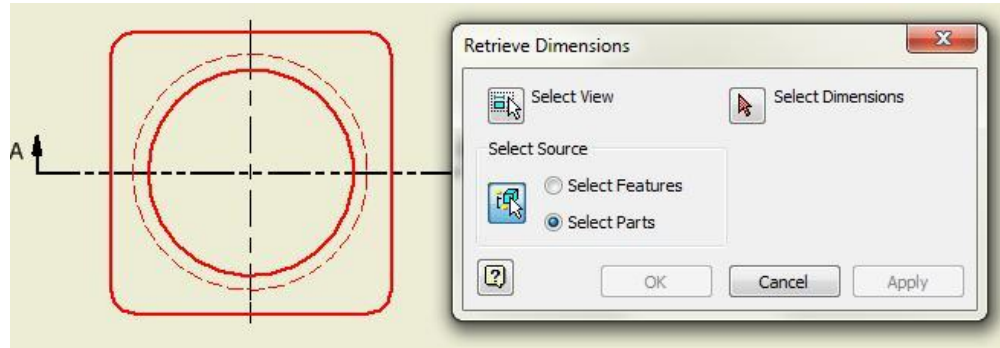 Retrieve Dimensions
Select View
Select Dimensions
A
Select Source
Select Features
Select Parts
OK
Cancel
Apply